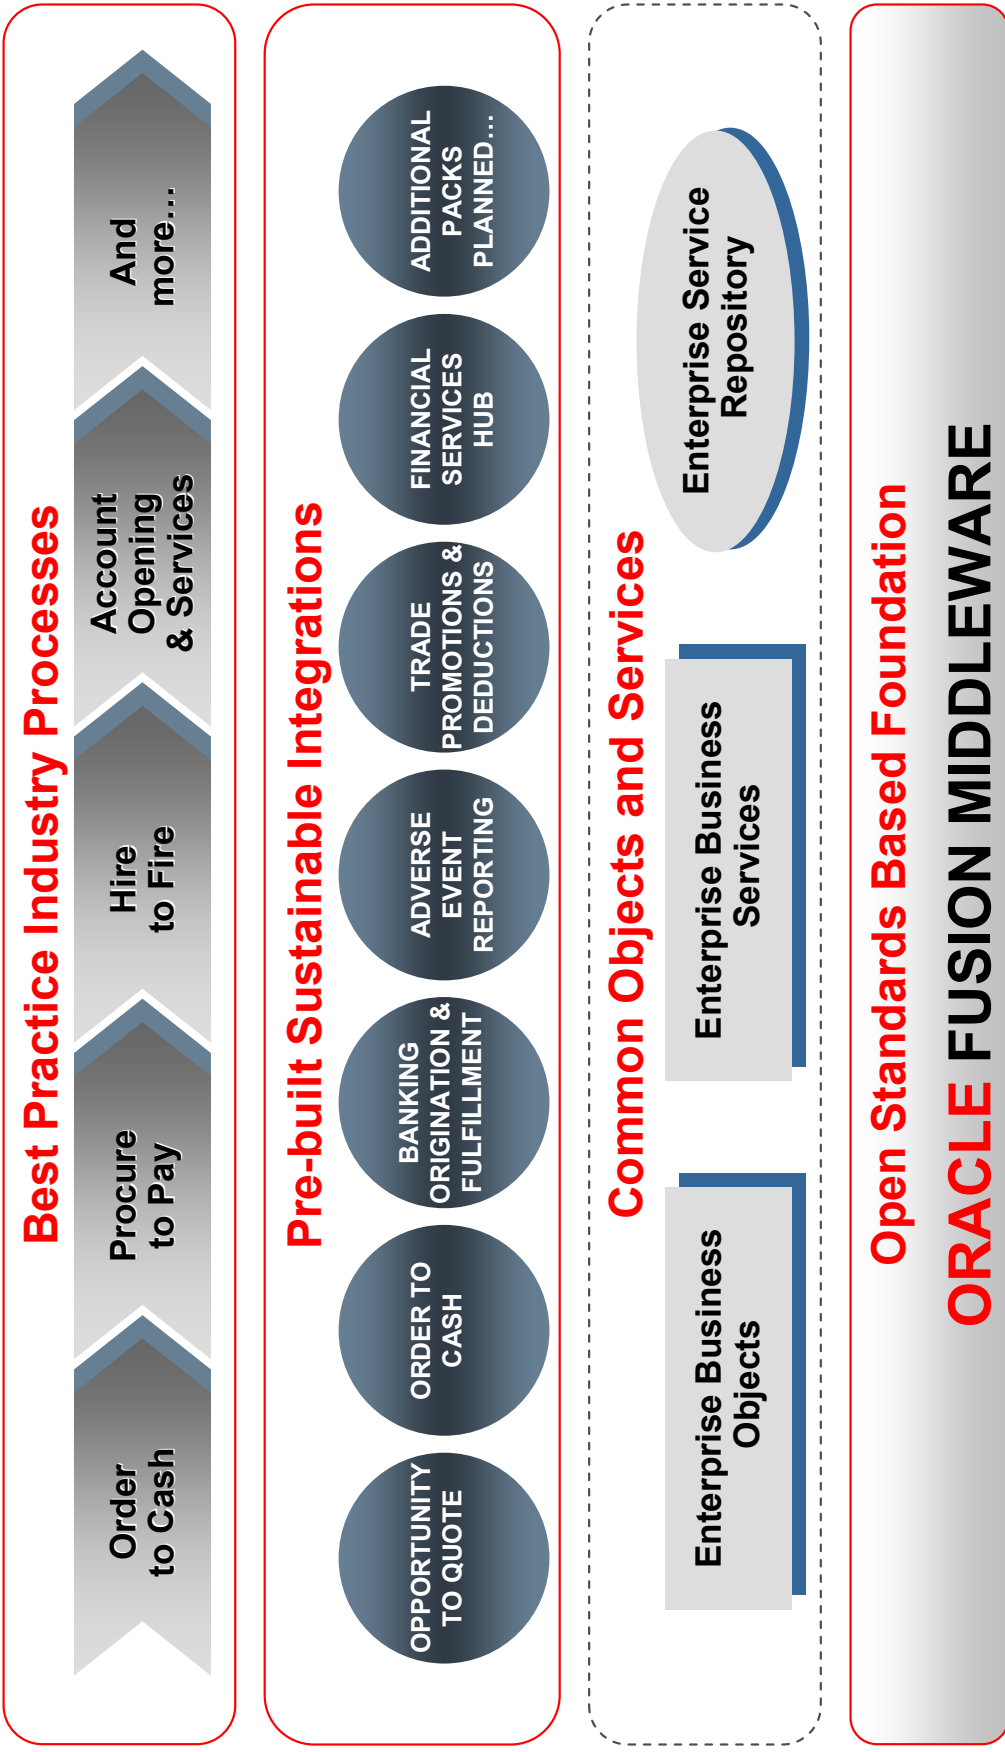 Best Practice Industry Processes
Order
to Cash
Procure
to Pay
Hire
to Fire
Account
Opening
& Services
And
more...
Pre-built Sustainable Integrations
OPPORTUNITY
TO QUOTE
ORDER TO
CASH
BANKING
ORIGINATION &
FULFILLMENT
ADVERSE
EVENT
REPORTING
TRADE
PROMOTIONS &
DEDUCTIONS
FINANCIAL
SERVICES
HUB
ADDITIONAL
PACKS
PLANNED...
Common Objects and Services
Enterprise Business
Objects
Enterprise Business
Services
Enterprise Service
Repository
Open Standards Based Foundation
ORACLE FUSION MIDDLEWARE